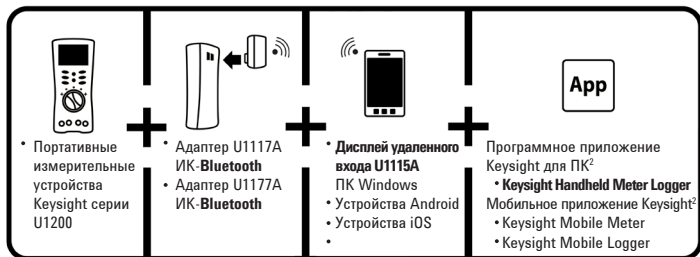 App
• Портативные
измерительные
устройства
Keysight серии
U1200
• Адаптер U1117A
ИК-Bluetooth
• Адаптер U1177A
ИК-Bluetooth
• Дисплей удаленного
входа U1115A
ПК Windows
• Устройства Android
• Устройства iOS
•
Программное приложение
Keysight для ПК²
• Keysight Handheld Meter Logger
Мобильное приложение Keysight²
• Keysight Mobile Meter
• Keysight Mobile Logger